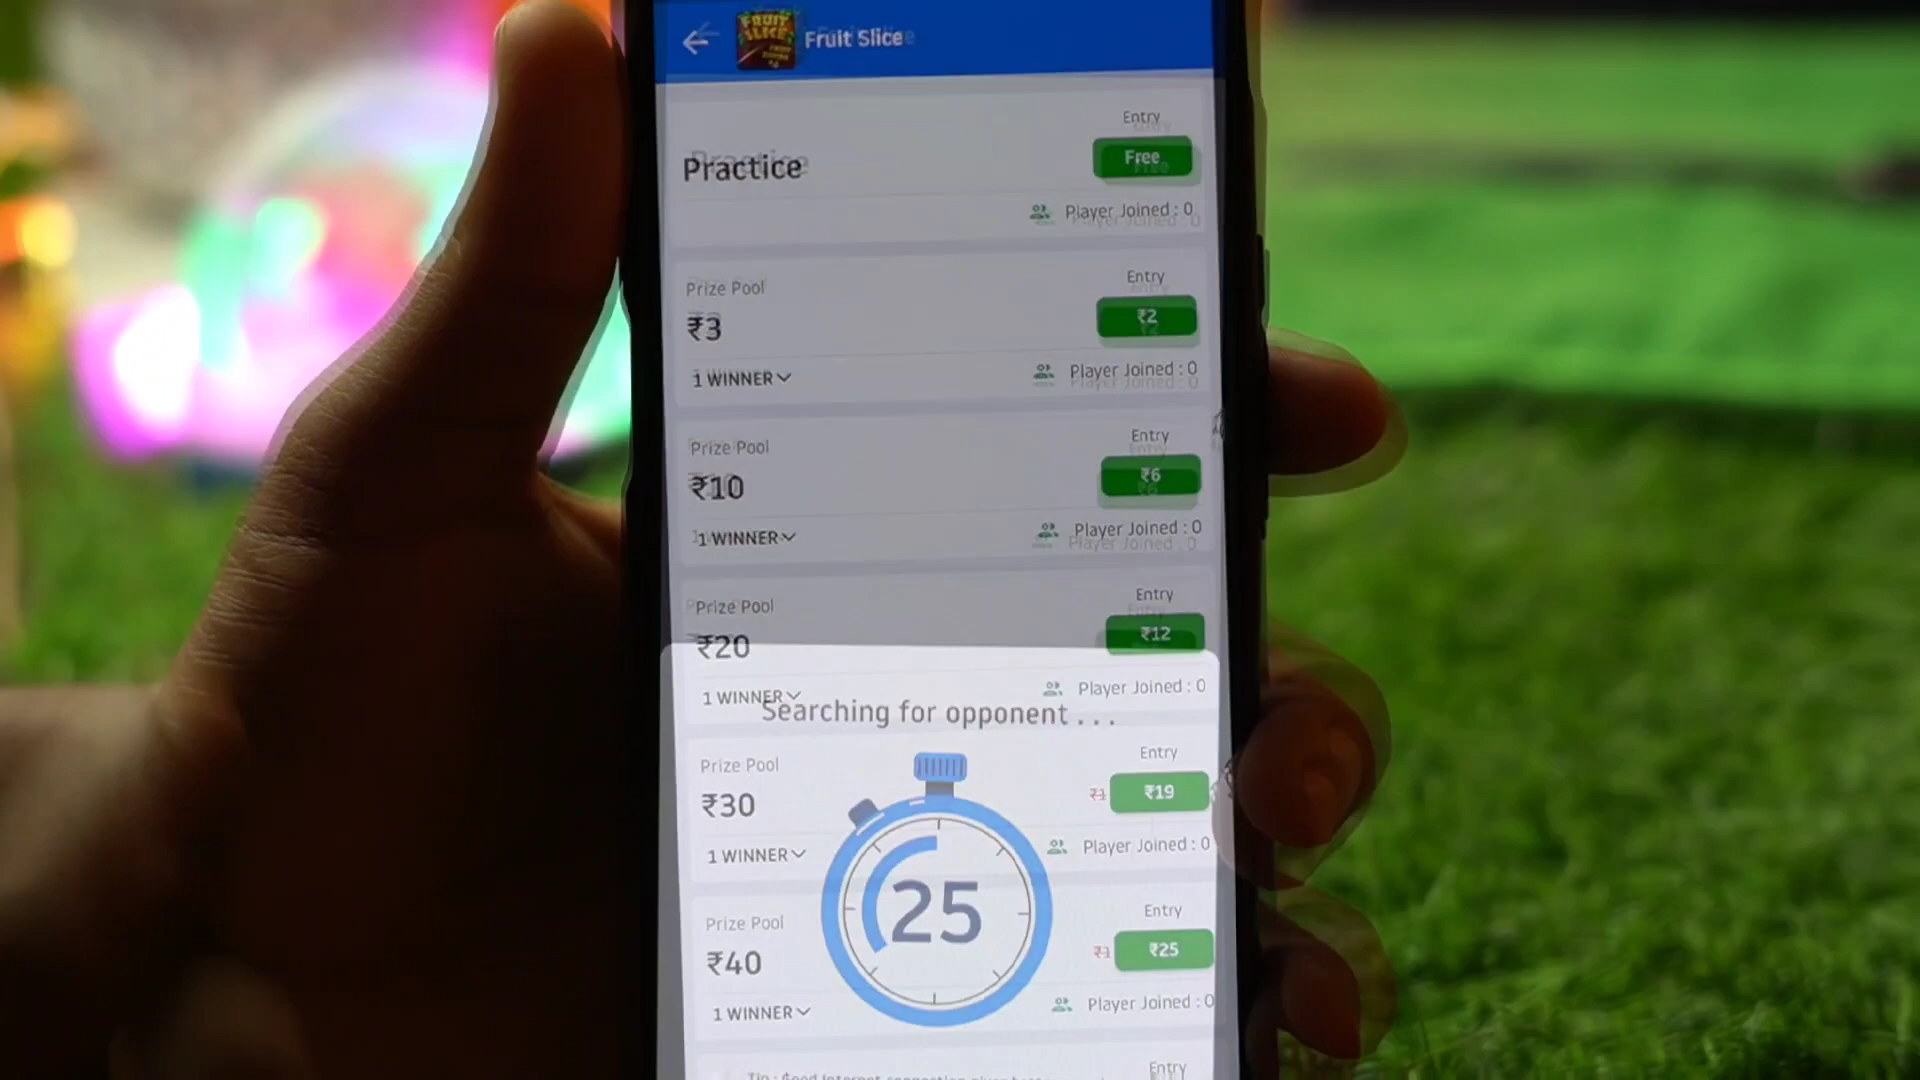 FRUIT
SLICE
Fruit Slice
Entry
Practice
Free
Player Joined : 0
Prize Pool
Entry
₹3
₹2
1 WINNER
Player Joined : 0
Prize Pool
Entry
₹10
₹6
1 WINNER
Player Joined : 0
Prize Pool
Entry
₹20
₹12
1 WINNER
Player Joined : 0
Searching for opponent . . .
Prize Pool
Entry
₹30
₹19
1 WINNER
Player Joined : 0
25
Prize Pool
Entry
₹40
₹25
1 WINNER
Player Joined : 0
Entry